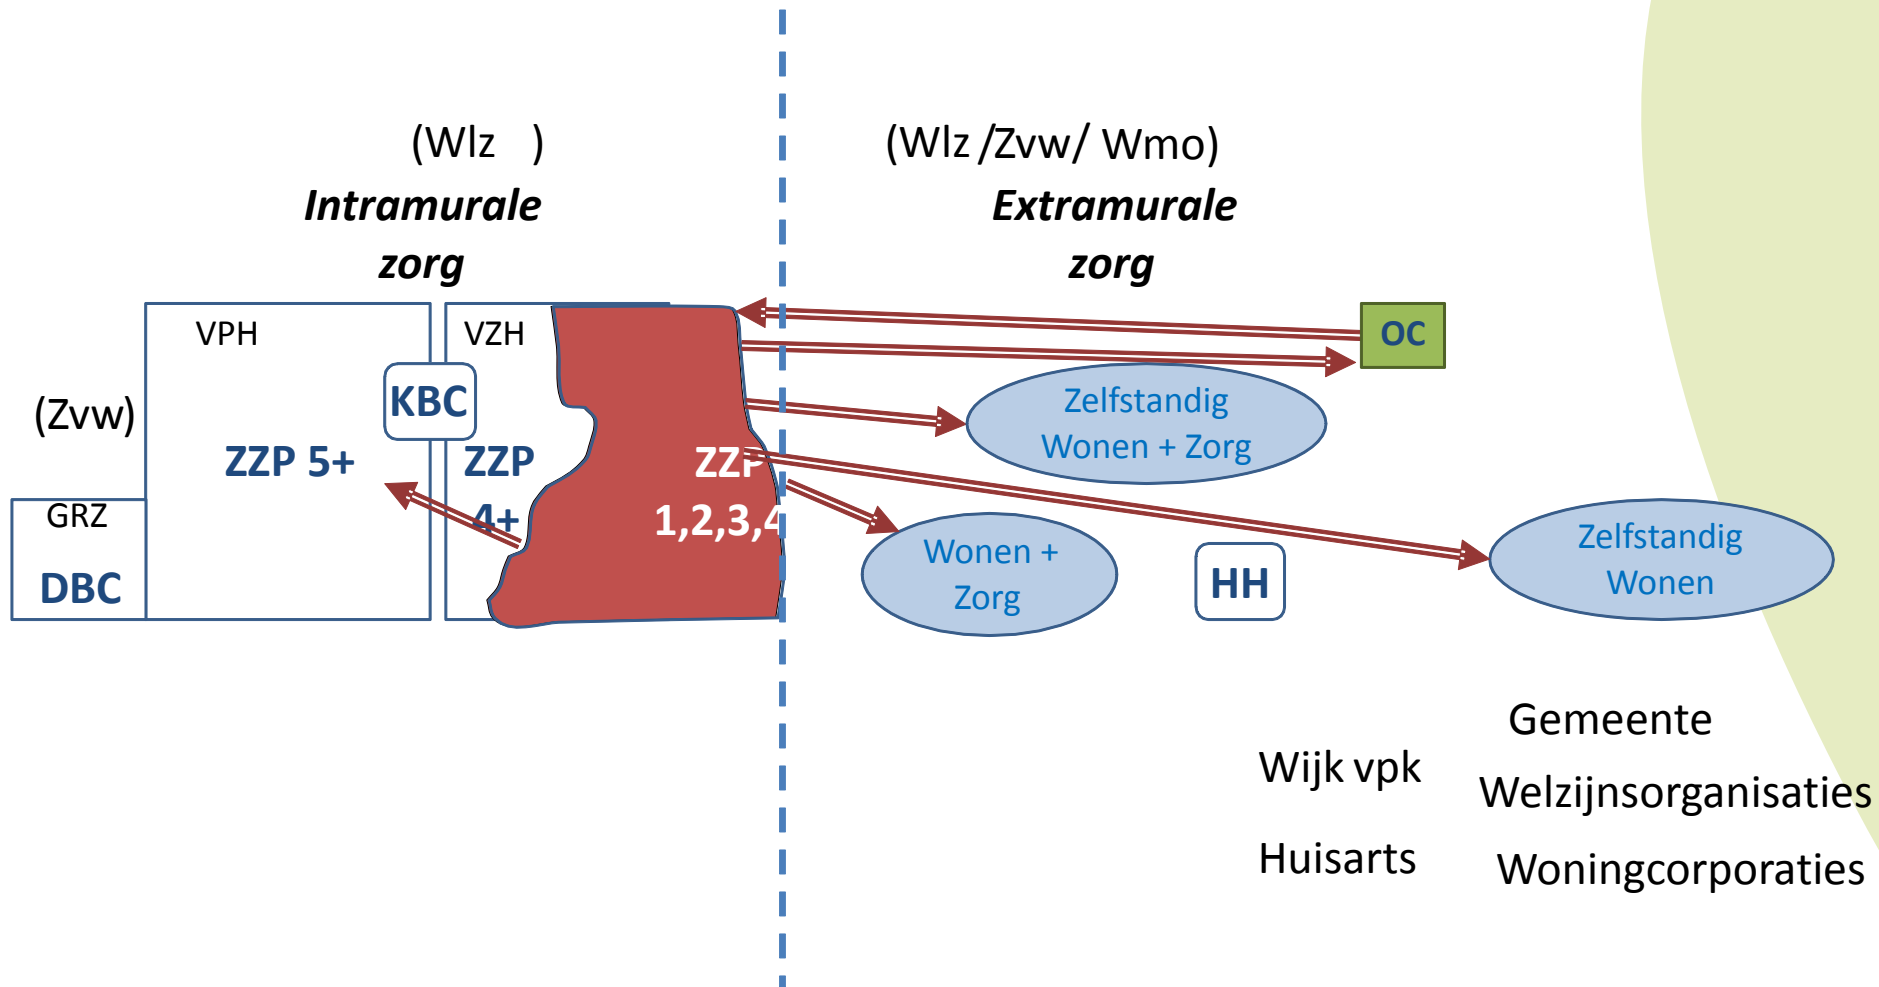 (Wlz )
Intramurale
zorg
(Wlz /Zvw/ Wmo)
Extramurale
zorg
VPH
VZH
OC
KBC
(Zvw)
ZZP 5+
ZZP
4+
ZZP
1,2,3,4
GRZ
DBC
Zelfstandig
Wonen + Zorg
Wonen +
Zorg
HH
Zelfstandig
Wonen
Gemeente
Wijk vpk
Welzijnsorganisaties
Huisarts
Woningcorporaties